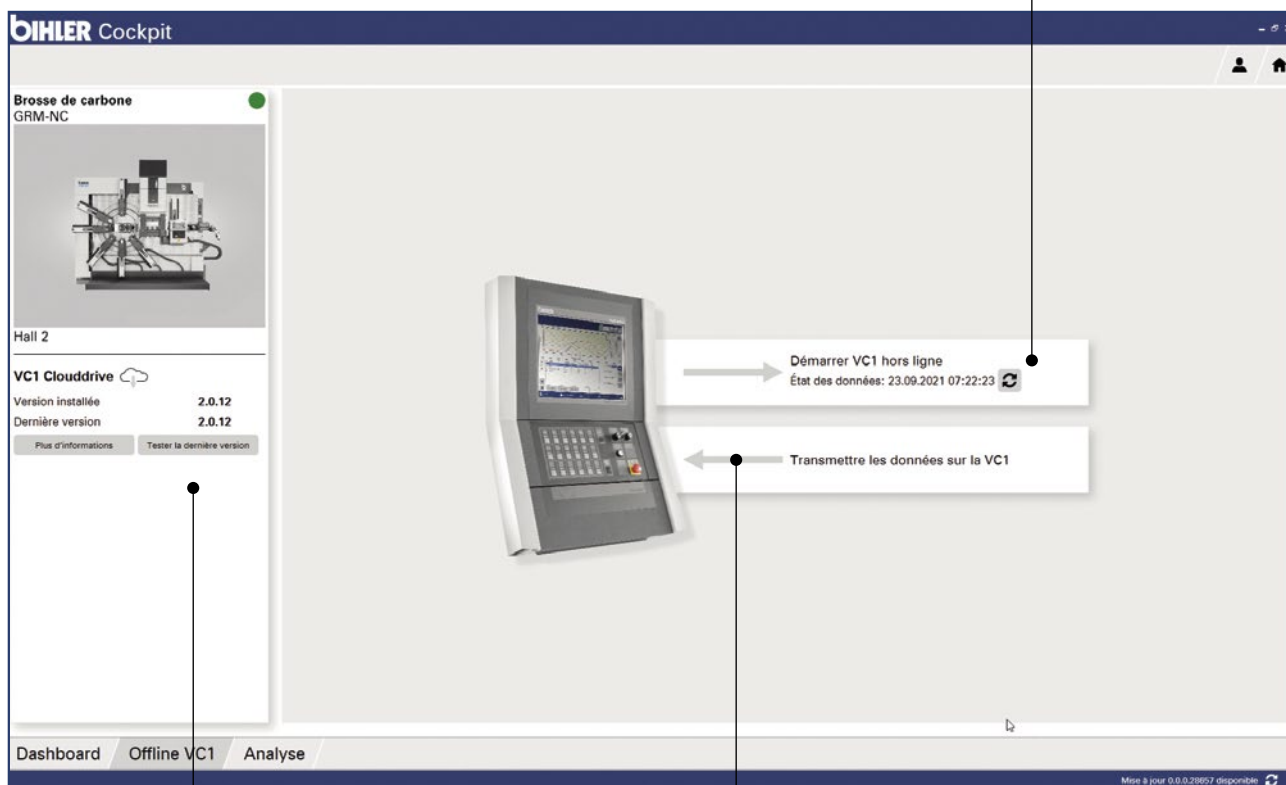 BIHLER Cockpit
Brosse de carbone
GRM-NC
Hall 2
VC1 Clouddrive
Version installée 2.0.12
Dernière version 2.0.12
Plus d'informations Tester la dernière version
Démarrer VC1 hors ligne
État des données: 23.09.2021 07:22:23
Transmettre les données sur la VC1
Dashboard Offline VC1 Analyse
Mise à jour 0.0.0.28657 disponible